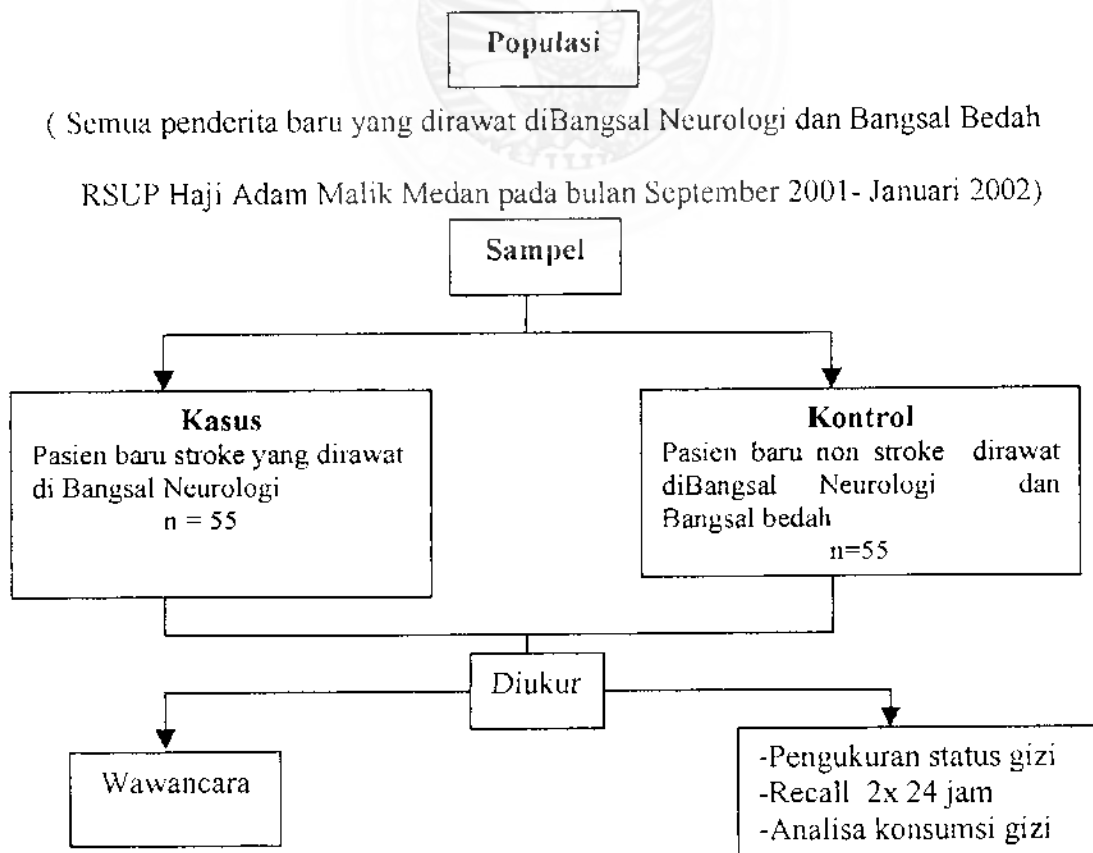 Populasi
( Semua penderita baru yang dirawat diBangsal Neurologi dan Bangsal Bedah
RSUP Haji Adam Malik Medan pada bulan September 2001- Januari 2002)
Sampel
Kasus
Pasien baru stroke yang dirawat
di Bangsal Neurologi
n = 55
Kontrol
Pasien baru non stroke dirawat
diBangsal Neurologi dan
Bangsal bedah
n=55
Diukur
Wawancara
-Pengukuran status gizi
-Recall 2x 24 jam
-Analisa konsumsi gizi